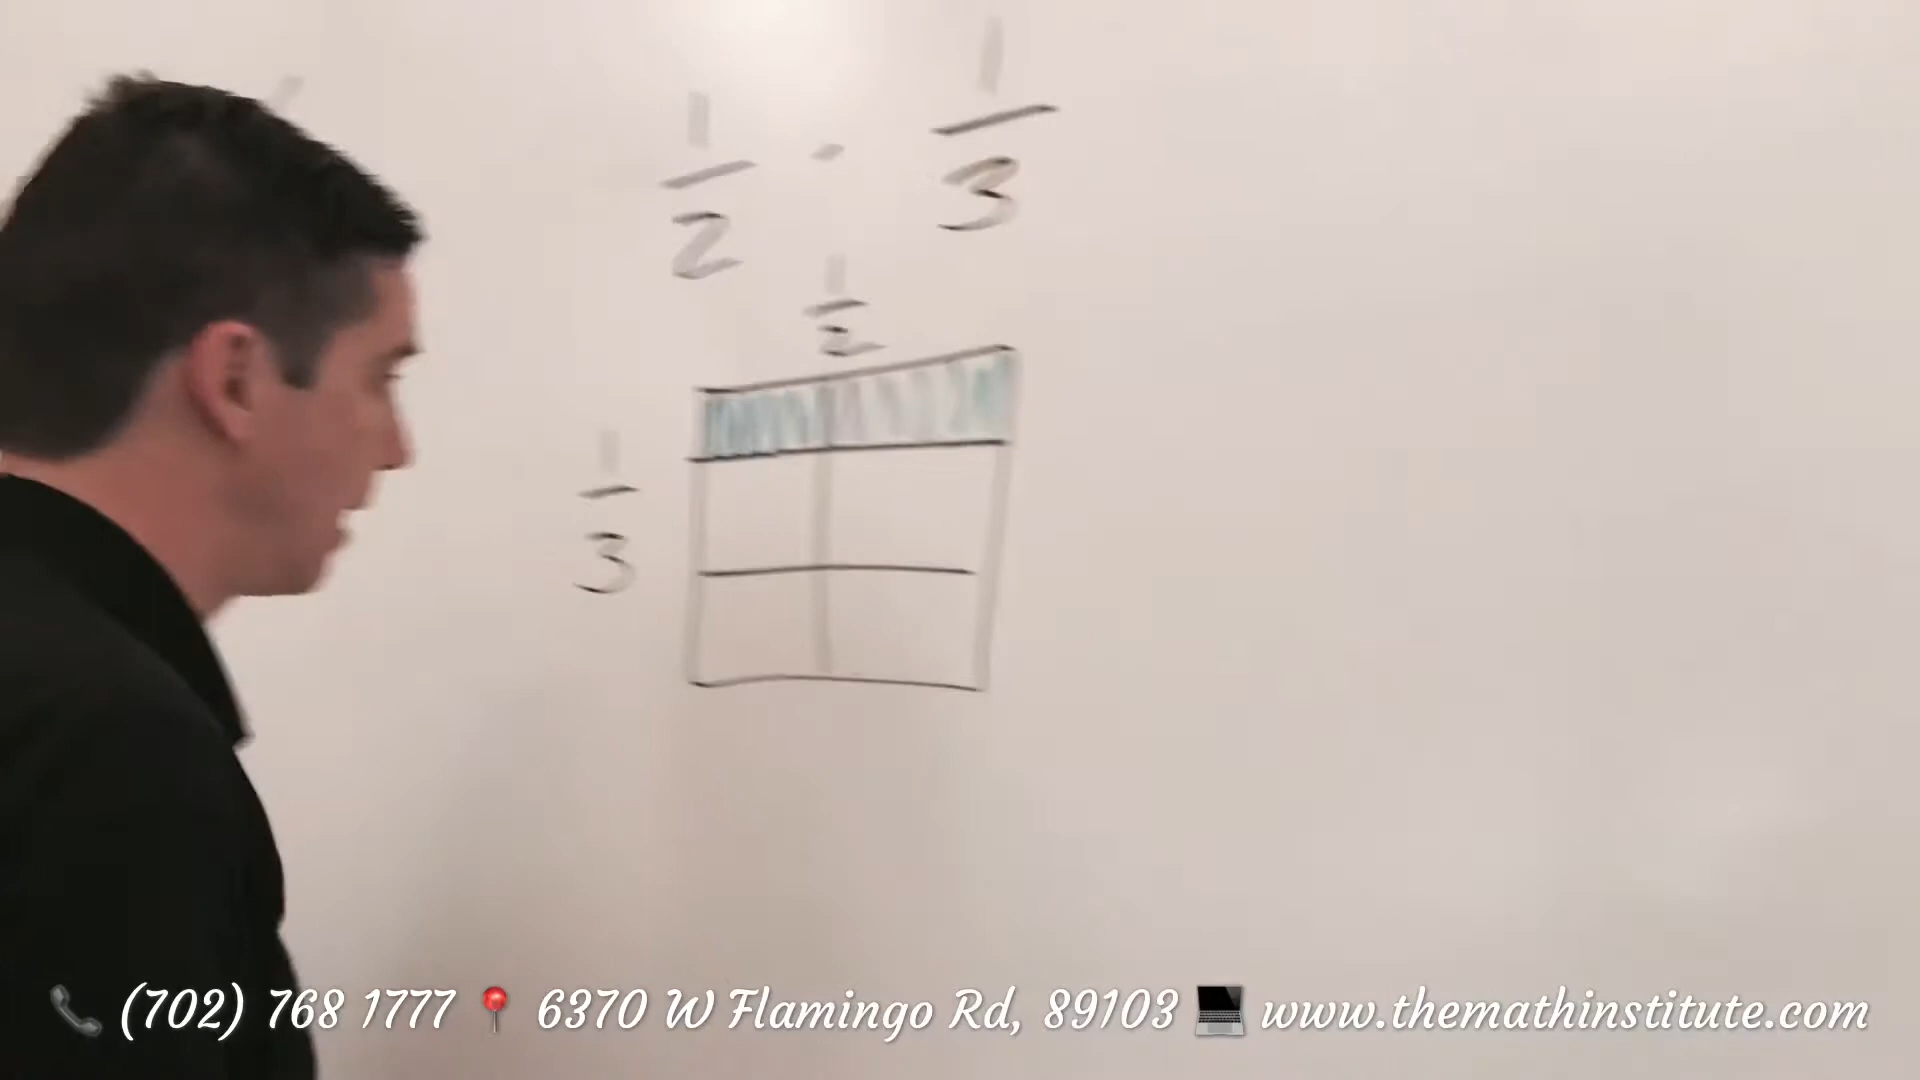 1/2 · 1/3
1/2
1/3
(702) 768 1777 6370 W Flamingo Rd, 89103 www.themathinstitute.com